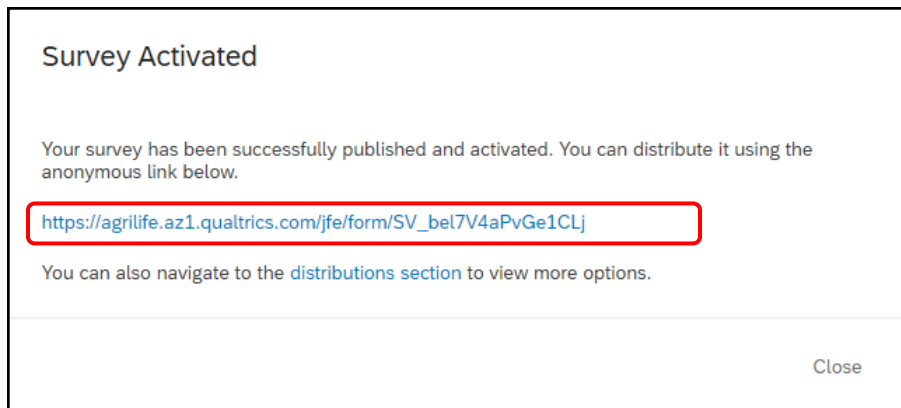 Survey Activated
Your survey has been successfully published and activated. You can distribute it using the
anonymous link below.
https://agrilife.az1.qualtrics.com/jfe/form/SV_bel7V4aPvGe1CLj
You can also navigate to the distributions section to view more options.
Close